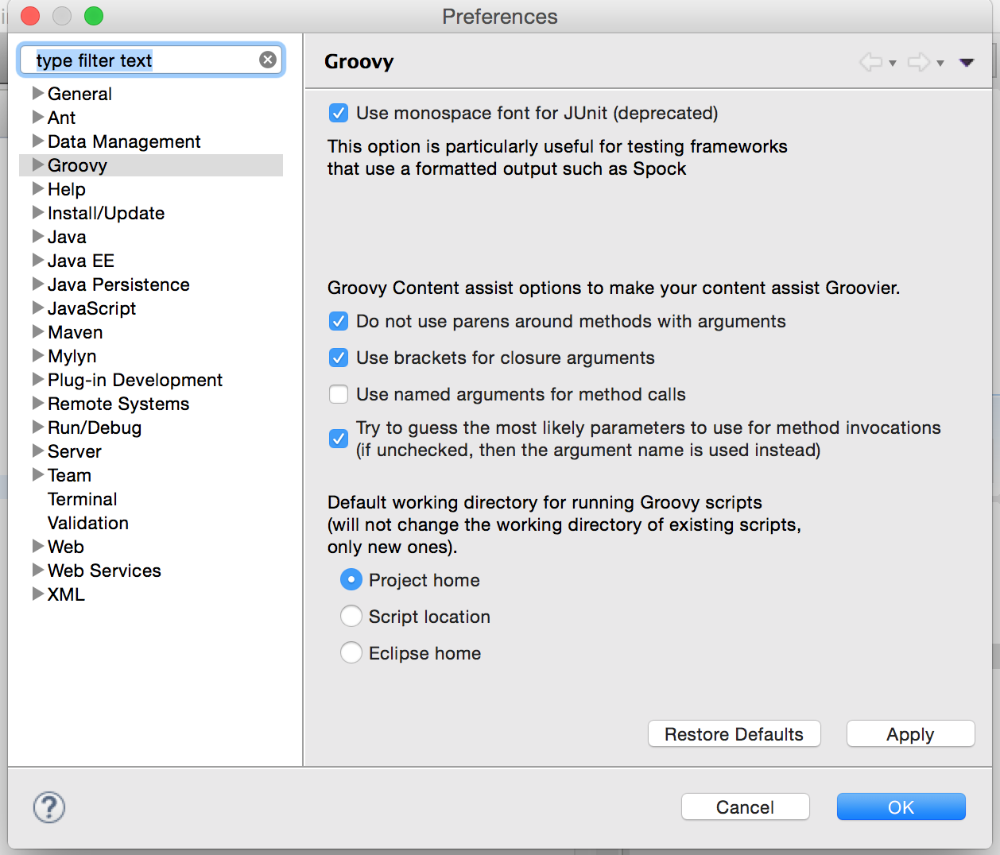 Preferences
type filter text
General
Ant
Data Management
Groovy
Help
Install/Update
Java
Java EE
Java Persistence
JavaScript
Maven
Mylyn
Plug-in Development
Remote Systems
Run/Debug
Server
Team
Terminal
Validation
Web
Web Services
XML
Groovy
Use monospace font for JUnit (deprecated)
This option is particularly useful for testing frameworks
that use a formatted output such as Spock
Groovy Content assist options to make your content assist Groovier.
Do not use parens around methods with arguments
Use brackets for closure arguments
Use named arguments for method calls
Try to guess the most likely parameters to use for method invocations
(if unchecked, then the argument name is used instead)
Default working directory for running Groovy scripts
(will not change the working directory of existing scripts,
only new ones).
Project home
Script location
Eclipse home
Restore Defaults
Apply
?
Cancel
OK